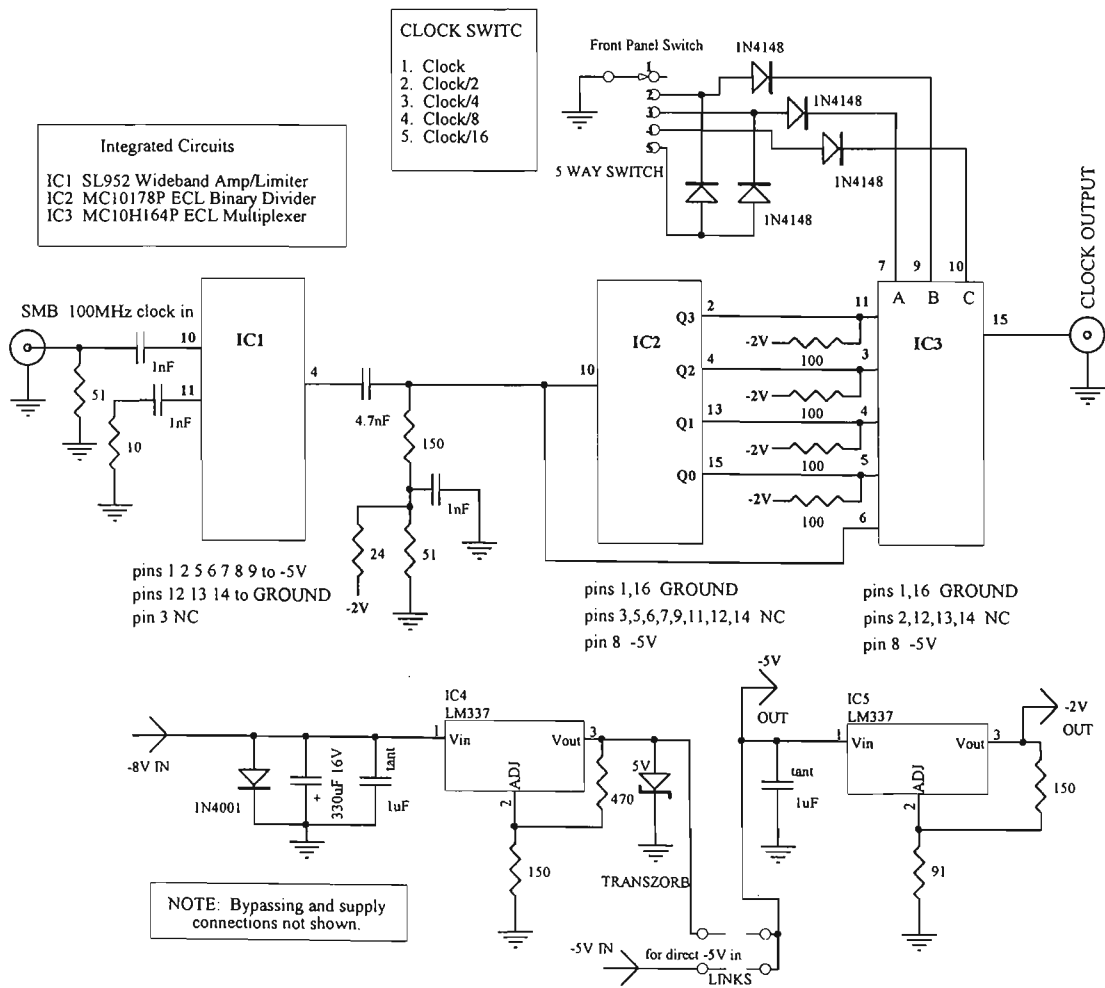 CLOCK SWITC
1. Clock
2. Clock/2
3. Clock/4
4. Clock/8
5. Clock/16
Front Panel Switch
1
2
3
4
5
5 WAY SWITCH
1N4148
1N4148
1N4148
1N4148
Integrated Circuits
IC1 SL952 Wideband Amp/Limiter
IC2 MC10178P ECL Binary Divider
IC3 MC10H164P ECL Multiplexer
SMB 100MHz clock in
10
1nF
51
11
1nF
10
IC1
4
4.7nF
150
1nF
24
51
-2V
10
IC2
Q3
2
Q2
4
Q1
13
Q0
15
-2V
100
-2V
100
-2V
100
-2V
100
11
3
4
5
6
7
9
10
A
B
C
IC3
15
CLOCK OUTPUT
pins 1 2 5 6 7 8 9 to -5V
pins 12 13 14 to GROUND
pin 3 NC
pins 1,16 GROUND
pins 3,5,6,7,9,11,12,14 NC
pin 8 -5V
pins 1,16 GROUND
pins 2,12,13,14 NC
pin 8 -5V
-8V IN
1N4001
330uF 16V
+
tant
1uF
IC4
LM337
1
Vin
Vout
3
ADJ
2
470
150
5V
TRANSZORB
-5V
OUT
tant
1uF
IC5
LM337
1
Vin
Vout
3
ADJ
2
-2V
OUT
150
91
-5V IN
for direct -5V in
LINKS
NOTE: Bypassing and supply
connections not shown.